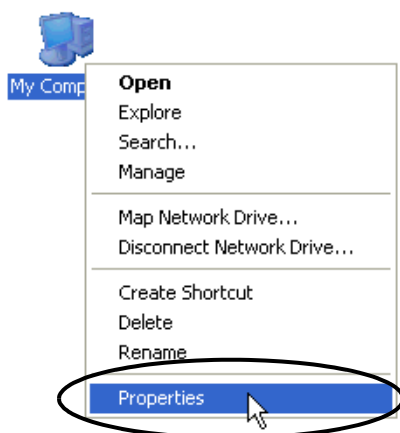 My Comp
Open
Explore
Search...
Manage
Map Network Drive...
Disconnect Network Drive...
Create Shortcut
Delete
Rename
Properties